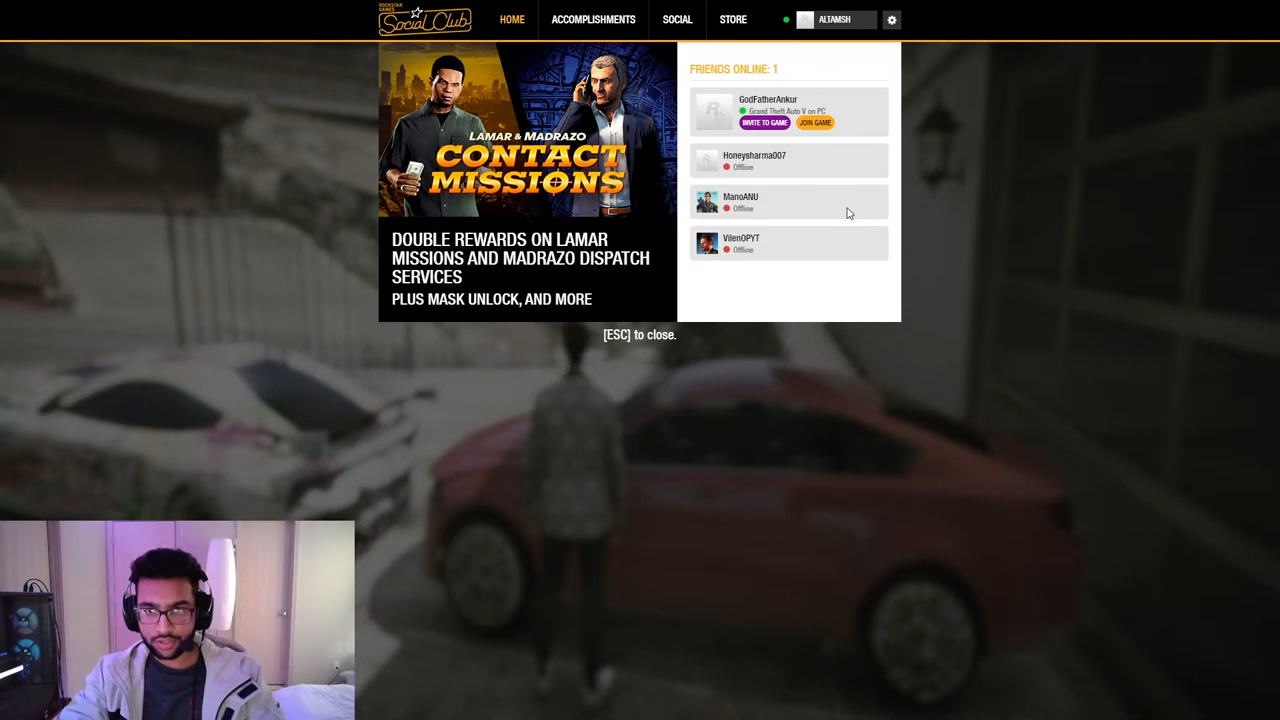 ROCKSTAR GAMES
Social Club
HOME
ACCOMPLISHMENTS
SOCIAL
STORE
ALTAMSH
LAMAR & MADRAZO
CONTACT
MISSIONS
DOUBLE REWARDS ON LAMAR
MISSIONS AND MADRAZO DISPATCH
SERVICES
PLUS MASK UNLOCK, AND MORE
FRIENDS ONLINE: 1
GodFatherAnkur
Grand Theft Auto V on PC
INVITE TO GAME
JOIN GAME
Honeysharma007
Offline
ManoANU
Offline
VilenOPYT
Offline
[ESC] to close.